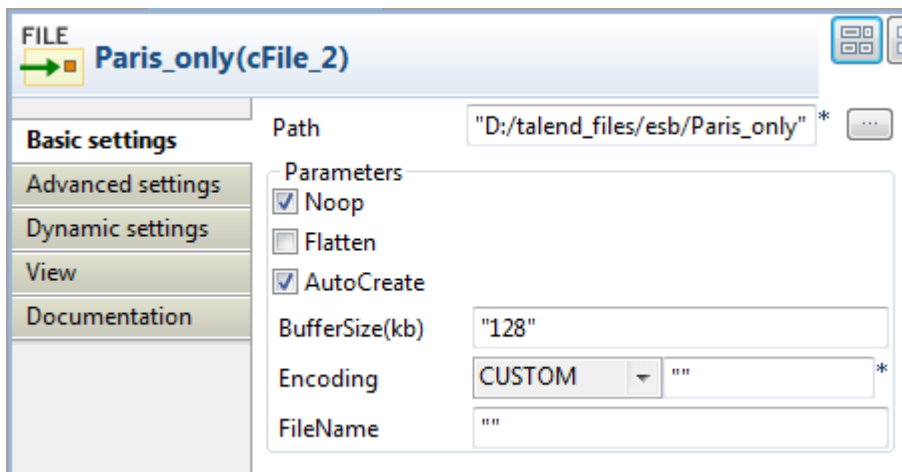 FILE
Paris_only(cFile_2)
Basic settings
Advanced settings
Dynamic settings
View
Documentation
Path "D:/talend_files/esb/Paris_only" * ...
Parameters
Noop
Flatten
AutoCreate
BufferSize(kb) "128"
Encoding CUSTOM "" *
FileName ""